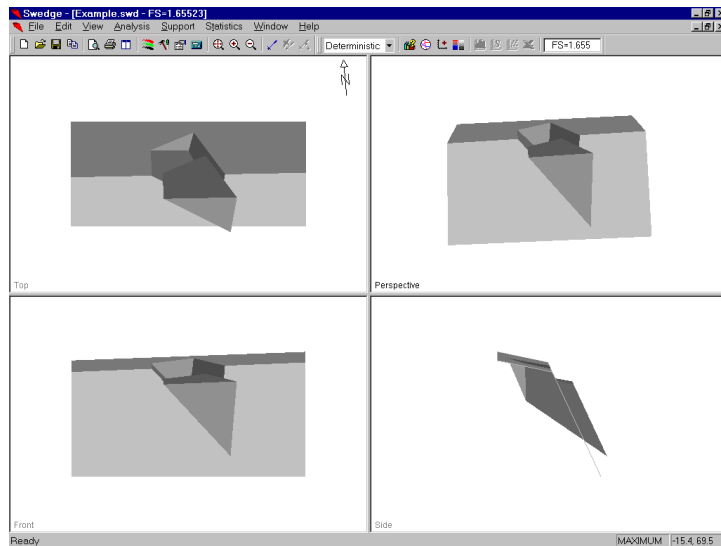 Swedge - [Example.swd - FS=1.65523]
File Edit View Analysis Support Statistics Window Help
Deterministic FS=1.655
N
Top
Perspective
Front
Side
Ready MAXIMUM -15.4, 69.5